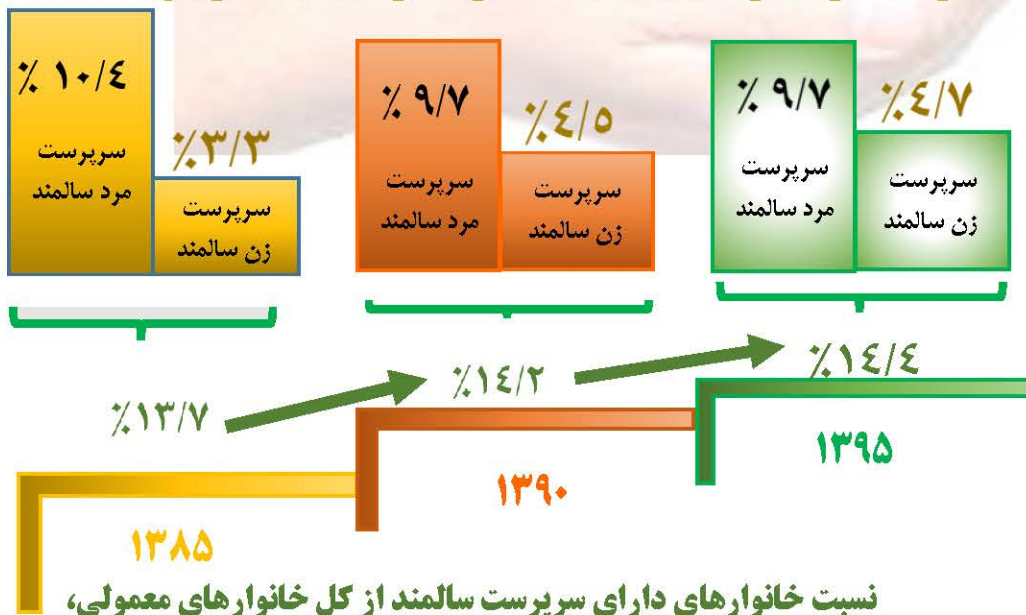 ٪ ۱۰/٤
سرپرست
مرد سالمند
٪۳/۳
سرپرست
زن سالمند
٪ ۹/۷
سرپرست
مرد سالمند
٪٤/۵
سرپرست
زن سالمند
٪ ۹/۷
سرپرست
مرد سالمند
٪٤/۷
سرپرست
زن سالمند
٪۱۳/۷
٪۱٤/۲
٪۱٤/٤
۱۳۸۵
۱۳۹۰
۱۳۹۵
نسبت خانوارهای دارای سرپرست سالمند از کل خانوارهای معمولی،